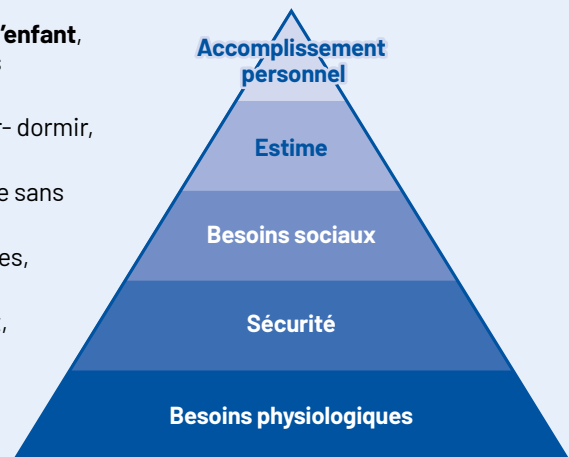 ’enfant,
r- dormir,
e sans
es,
Accomplissement
personnel
Estime
Besoins sociaux
Sécurité
Besoins physiologiques